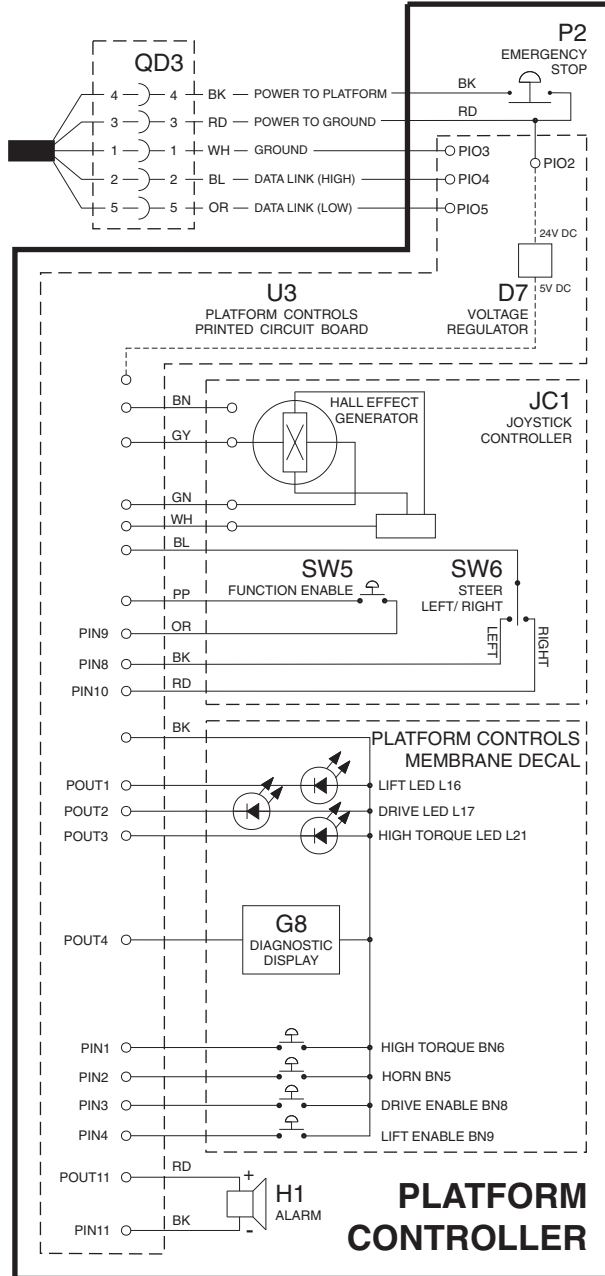 P2
EMERGENCY
STOP
QD3
4 4 BK POWER TO PLATFORM BK
3 3 RD POWER TO GROUND RD
1 1 WH GROUND PIO3
PIO2
2 2 BL DATA LINK (HIGH) PIO4
5 5 OR DATA LINK (LOW) PIO5
24V DC
U3
PLATFORM CONTROLS
PRINTED CIRCUIT BOARD
D7
VOLTAGE
REGULATOR
5V DC
BN
HALL EFFECT
GENERATOR
JC1
JOYSTICK
CONTROLLER
GY
GN
WH
BL
SW5
FUNCTION ENABLE
SW6
STEER
LEFT/ RIGHT
PP
PIN9 OR
LEFT
RIGHT
PIN8 BK
PIN10 RD
BK
PLATFORM CONTROLS
MEMBRANE DECAL
POUT1 LIFT LED L16
POUT2 DRIVE LED L17
POUT3 HIGH TORQUE LED L21
POUT4
G8
DIAGNOSTIC
DISPLAY
PIN1 HIGH TORQUE BN6
PIN2 HORN BN5
PIN3 DRIVE ENABLE BN8
PIN4 LIFT ENABLE BN9
POUT11 RD +
H1
ALARM
PIN11 BK -
PLATFORM
CONTROLLER